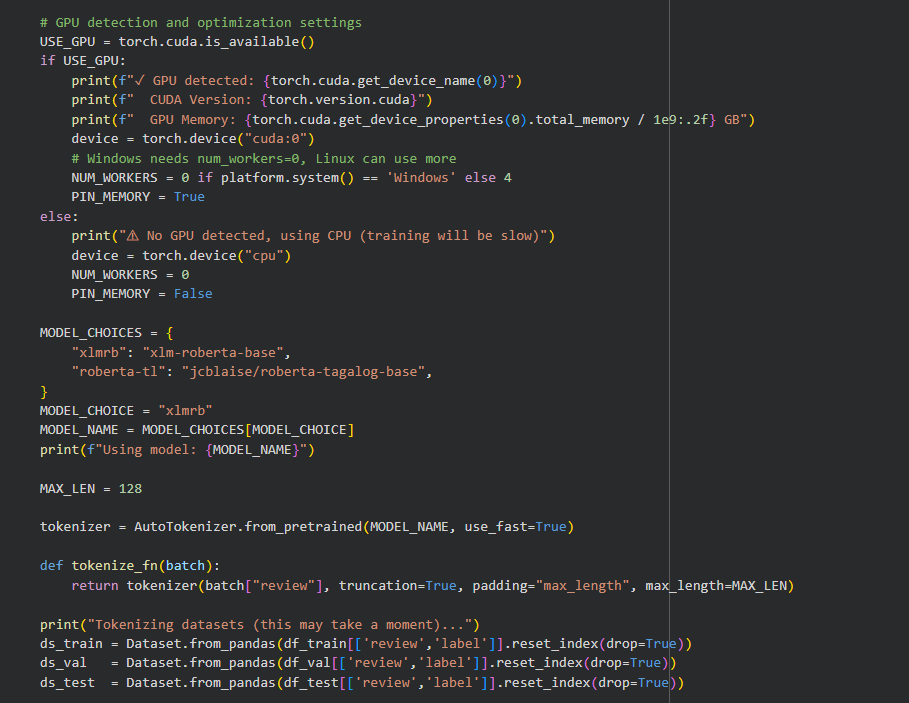 # GPU detection and optimization settings
USE_GPU = torch.cuda.is_available()
if USE_GPU:
    print(f"✓ GPU detected: {torch.cuda.get_device_name(0)}")
    print(f"  CUDA Version: {torch.version.cuda}")
    print(f"  GPU Memory: {torch.cuda.get_device_properties(0).total_memory / 1e9:.2f} GB")
    device = torch.device("cuda:0")
    # Windows needs num_workers=0, Linux can use more
    NUM_WORKERS = 0 if platform.system() == 'Windows' else 4
    PIN_MEMORY = True
else:
    print("⚠ No GPU detected, using CPU (training will be slow)")
    device = torch.device("cpu")
    NUM_WORKERS = 0
    PIN_MEMORY = False

MODEL_CHOICES = {
    "xlmrb": "xlm-roberta-base",
    "roberta-tl": "jcblaise/roberta-tagalog-base",
}
MODEL_CHOICE = "xlmrb"
MODEL_NAME = MODEL_CHOICES[MODEL_CHOICE]
print(f"Using model: {MODEL_NAME}")

MAX_LEN = 128

tokenizer = AutoTokenizer.from_pretrained(MODEL_NAME, use_fast=True)

def tokenize_fn(batch):
    return tokenizer(batch["review"], truncation=True, padding="max_length", max_length=MAX_LEN)

print("Tokenizing datasets (this may take a moment)...")
ds_train = Dataset.from_pandas(df_train[['review','label']].reset_index(drop=True))
ds_val   = Dataset.from_pandas(df_val[['review','label']].reset_index(drop=True))
ds_test  = Dataset.from_pandas(df_test[['review','label']].reset_index(drop=True))